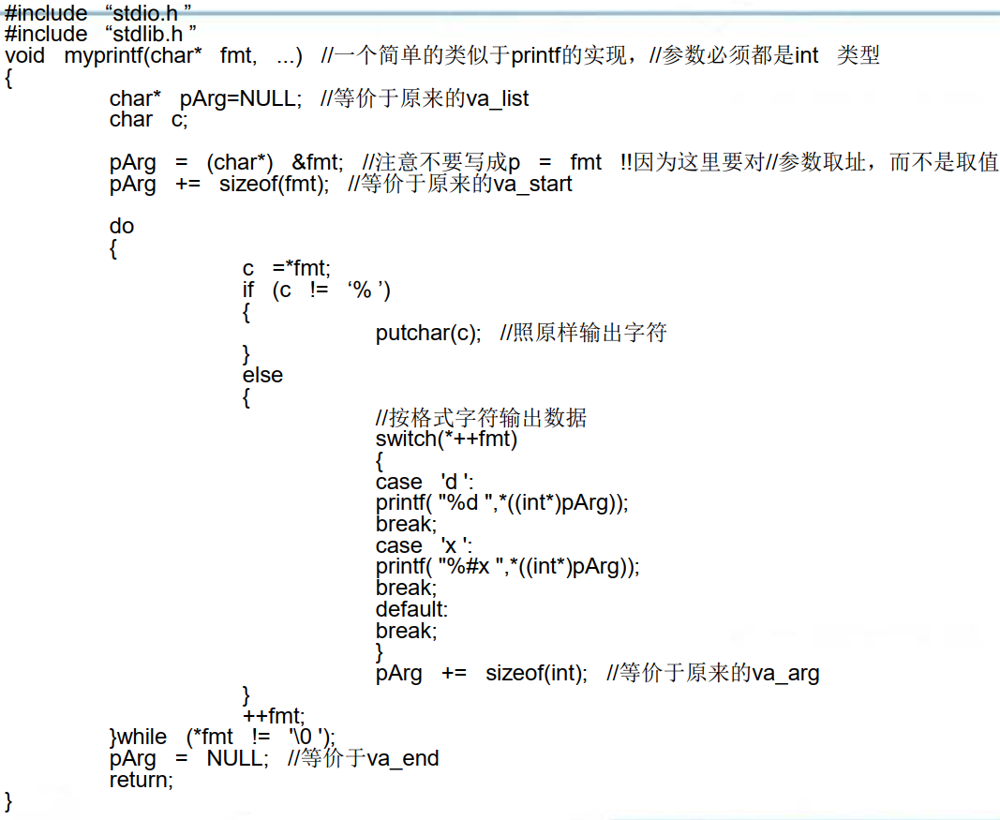 #include “stdio.h ”
#include “stdlib.h ”
void myprintf(char* fmt, ...) //一个简单的类似于printf的实现，//参数必须都是int 类型
{
char* pArg=NULL; //等价于原来的va_list
char c;
pArg = (char*) &fmt; //注意不要写成p = fmt !!因为这里要对//参数取址，而不是取值
pArg += sizeof(fmt); //等价于原来的va_start
do
{
c =*fmt;
if (c != ‘% ’)
{
putchar(c); //照原样输出字符
}
else
{
//按格式字符输出数据
switch(*++fmt)
{
case 'd ':
printf( "%d ",*((int*)pArg));
break;
case 'x ':
printf( "%#x ",*((int*)pArg));
break;
default:
break;
}
pArg += sizeof(int); //等价于原来的va_arg
}
++fmt;
}while (*fmt != '\0 ');
pArg = NULL; //等价于va_end
return;
}